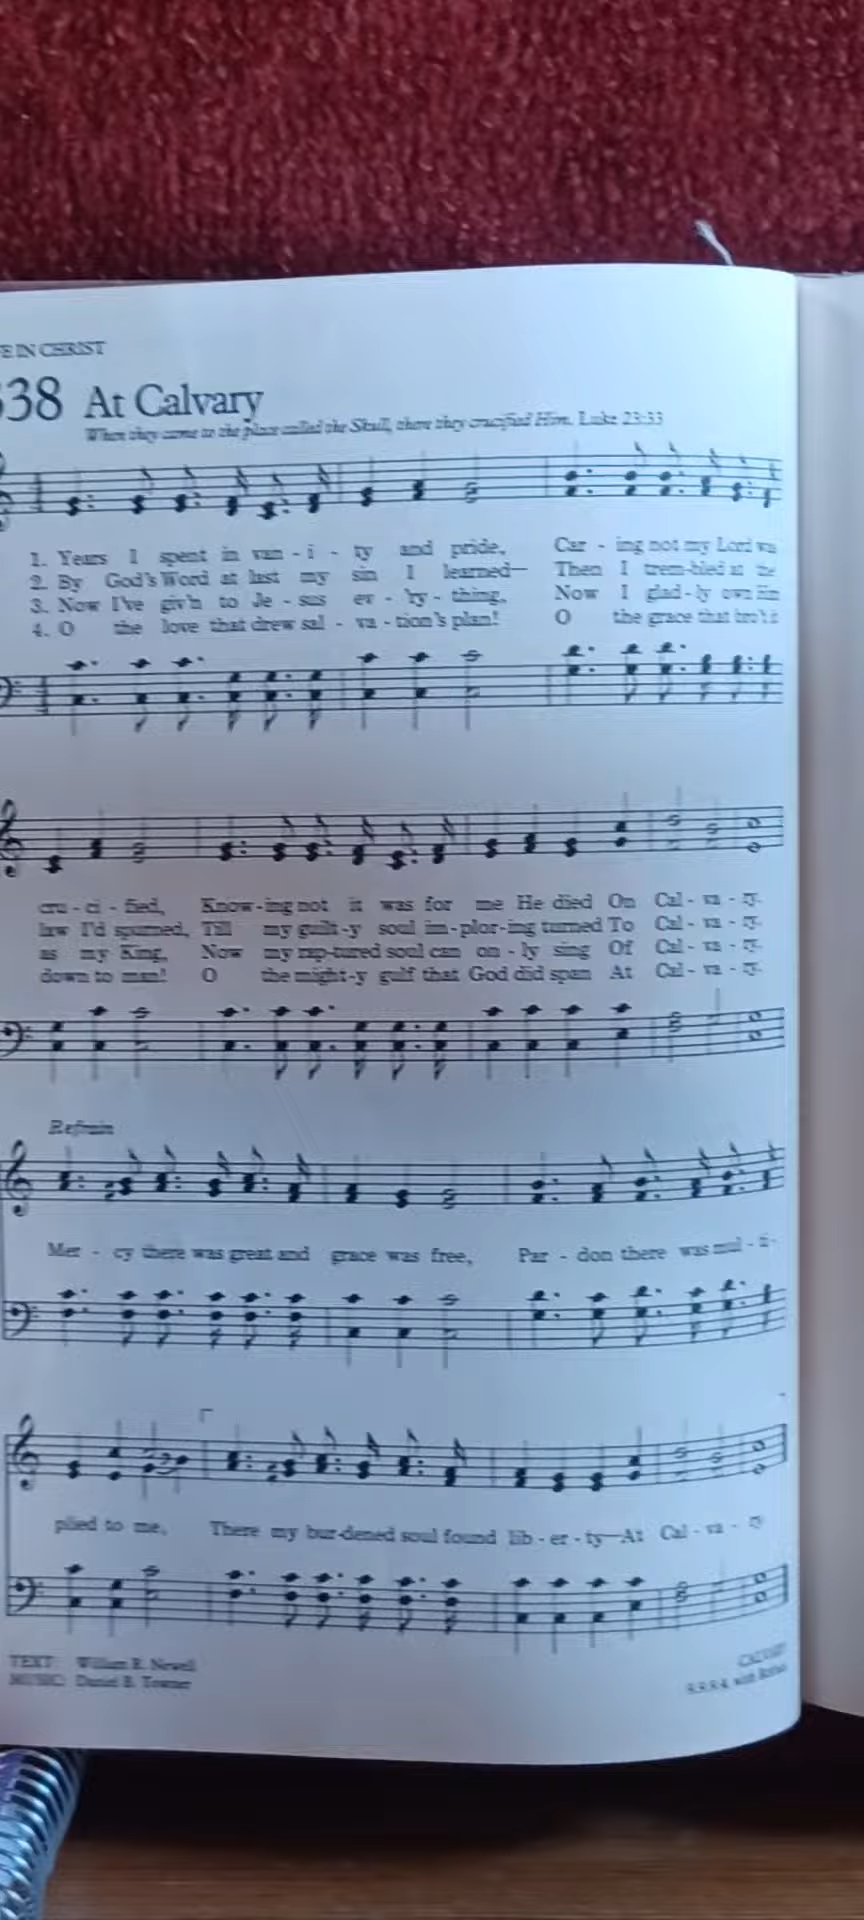 E IN CHRIST
338 At Calvary
When they came to the place called the Skull, there they crucified Him. Luke 23:33
1. Years I spent in van - i - ty and pride, Car - ing not my Lord was
2. By God's Word at last my sin I learned— Then I trem-bled at the
3. Now I've giv'n to Je - sus ev - 'ry - thing, Now I glad - ly own Him
4. O the love that drew sal - va - tion's plan! O the grace that bro't it
cru - ci - fied, Know-ing not it was for me He died On Cal - va - ry.
law I'd spurned, Till my guilt-y soul im-plor-ing turned To Cal - va - ry.
as my King, Now my rap-tured soul can on - ly sing Of Cal - va - ry.
down to man! O the might-y gulf that God did span At Cal - va - ry.
Refrain
Mer - cy there was great and grace was free, Par - don there was mul - ti-
plied to me, There my bur-dened soul found lib - er - ty—At Cal - va - ry
TEXT: William R. Newell
MUSIC: Daniel B. Towner
CALVARY
9.9.9.4. with Refrain